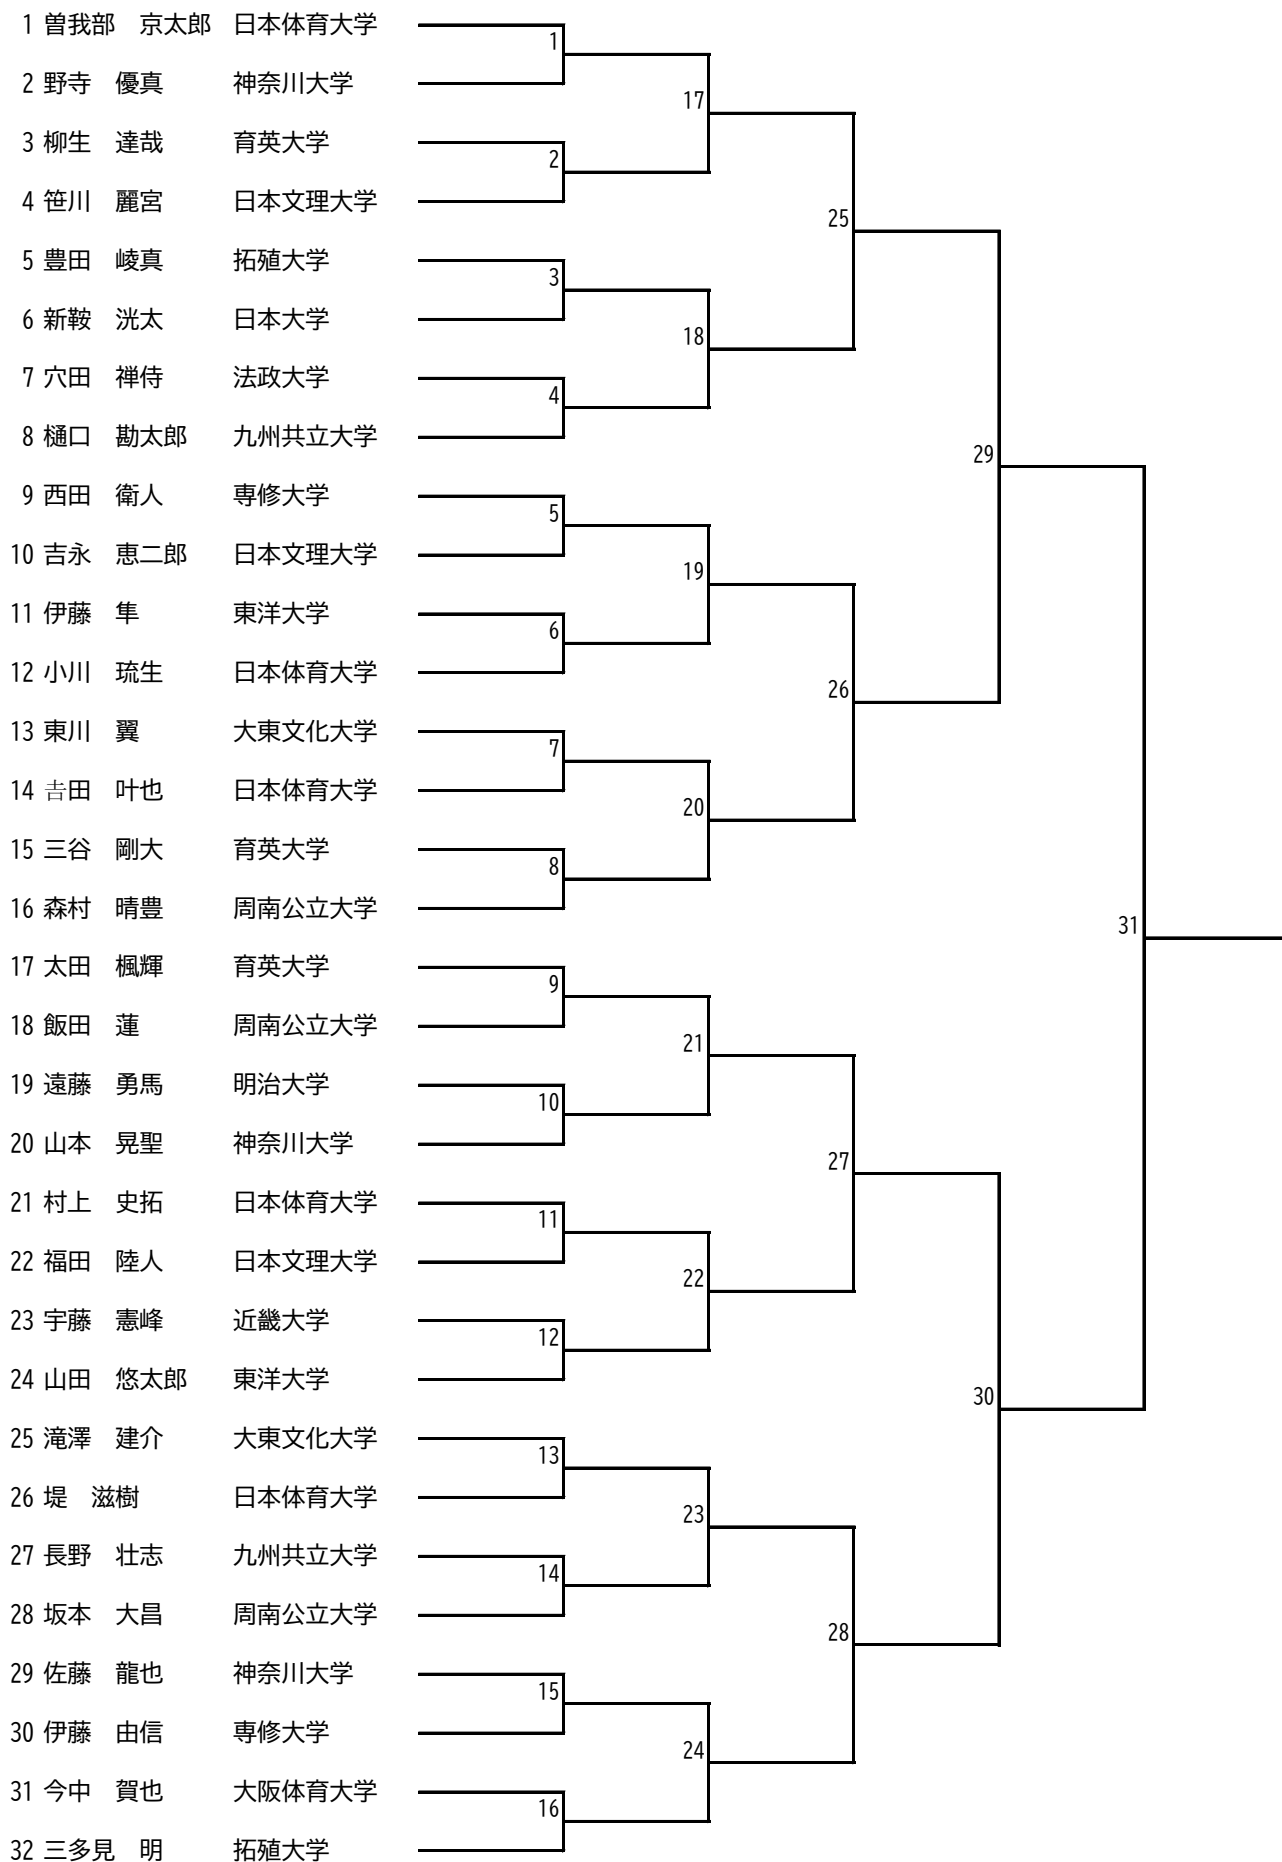 1 曽我部　京太郎　日本体育大学
1
2 野寺　優真　神奈川大学
17
3 柳生　達哉　育英大学
2
4 笹川　麗宮　日本文理大学
25
5 豊田　崚真　拓殖大学
3
6 新鞍　洸太　日本大学
18
7 穴田　禅侍　法政大学
4
8 樋口　勘太郎　九州共立大学
29
9 西田　衛人　専修大学
5
10 吉永　恵二郎　日本文理大学
19
11 伊藤　隼　東洋大学
6
12 小川　琉生　日本体育大学
26
13 東川　翼　大東文化大学
7
14 𠮷田　叶也　日本体育大学
20
15 三谷　剛大　育英大学
8
16 森村　晴豊　周南公立大学
31
17 太田　楓輝　育英大学
9
18 飯田　蓮　周南公立大学
21
19 遠藤　勇馬　明治大学
10
20 山本　晃聖　神奈川大学
27
21 村上　史拓　日本体育大学
11
22 福田　陸人　日本文理大学
22
23 宇藤　憲峰　近畿大学
12
24 山田　悠太郎　東洋大学
30
25 滝澤　建介　大東文化大学
13
26 堤　滋樹　日本体育大学
23
27 長野　壮志　九州共立大学
14
28 坂本　大昌　周南公立大学
28
29 佐藤　龍也　神奈川大学
15
30 伊藤　由信　専修大学
24
31 今中　賀也　大阪体育大学
16
32 三多見　明　拓殖大学